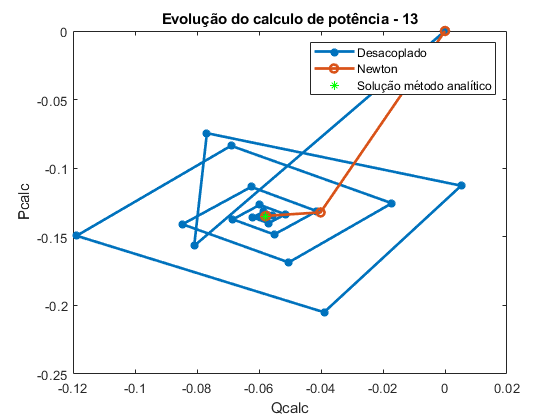 Evolução do calculo de potência - 13
0
-0.05
-0.1
-0.15
-0.2
-0.25
Pcalc
Desacoplado
Newton
Solução método analítico
-0.12
-0.1
-0.08
-0.06
-0.04
-0.02
0
0.02
Qcalc